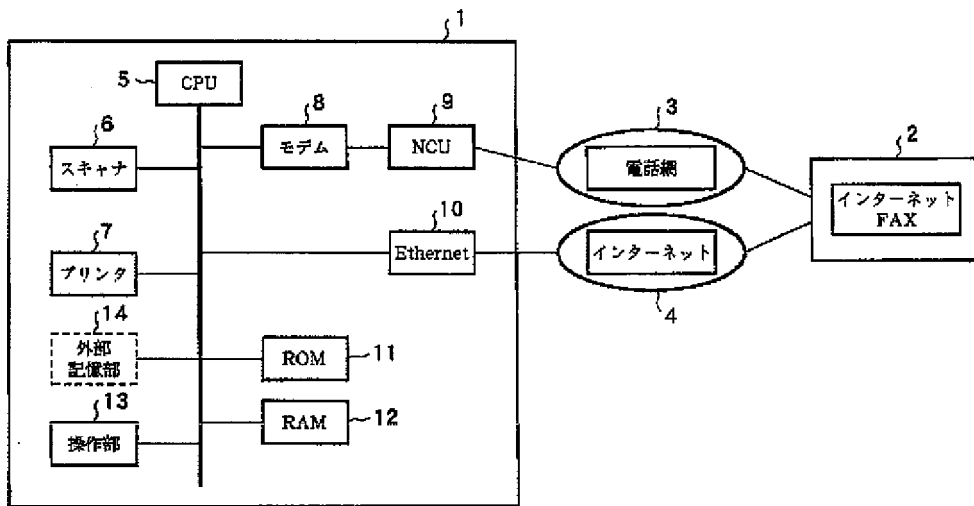 1
5
CPU
6
スキャナ
8
モデム
9
NCU
3
電話網
2
インターネット
FAX
7
プリンタ
10
Ethernet
インターネット
4
14
外部
記憶部
ROM
11
13
操作部
RAM
12